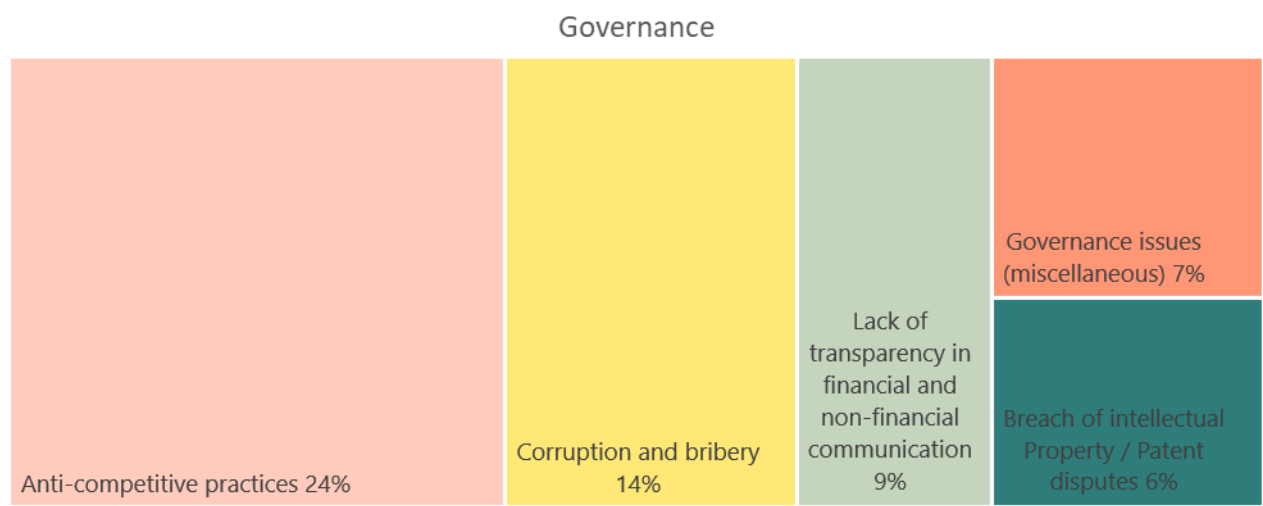 Governance
Anti-competitive practices 24%
Corruption and bribery
14%
Lack of
transparency in
financial and
non-financial
communication
9%
Governance issues
(miscellaneous) 7%
Breach of intellectual
Property / Patent
disputes 6%